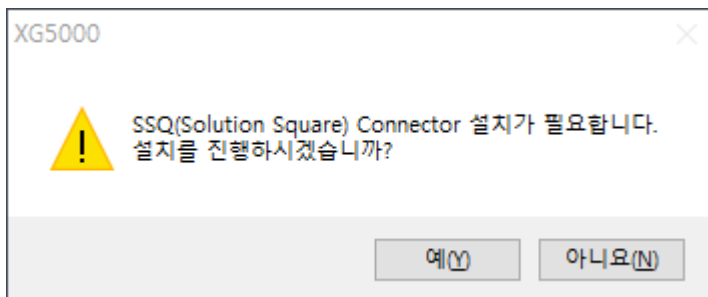 XG5000
SSQ(Solution Square) Connector 설치가 필요합니다.
설치를 진행하시겠습니까?
예(Y)
아니요(N)